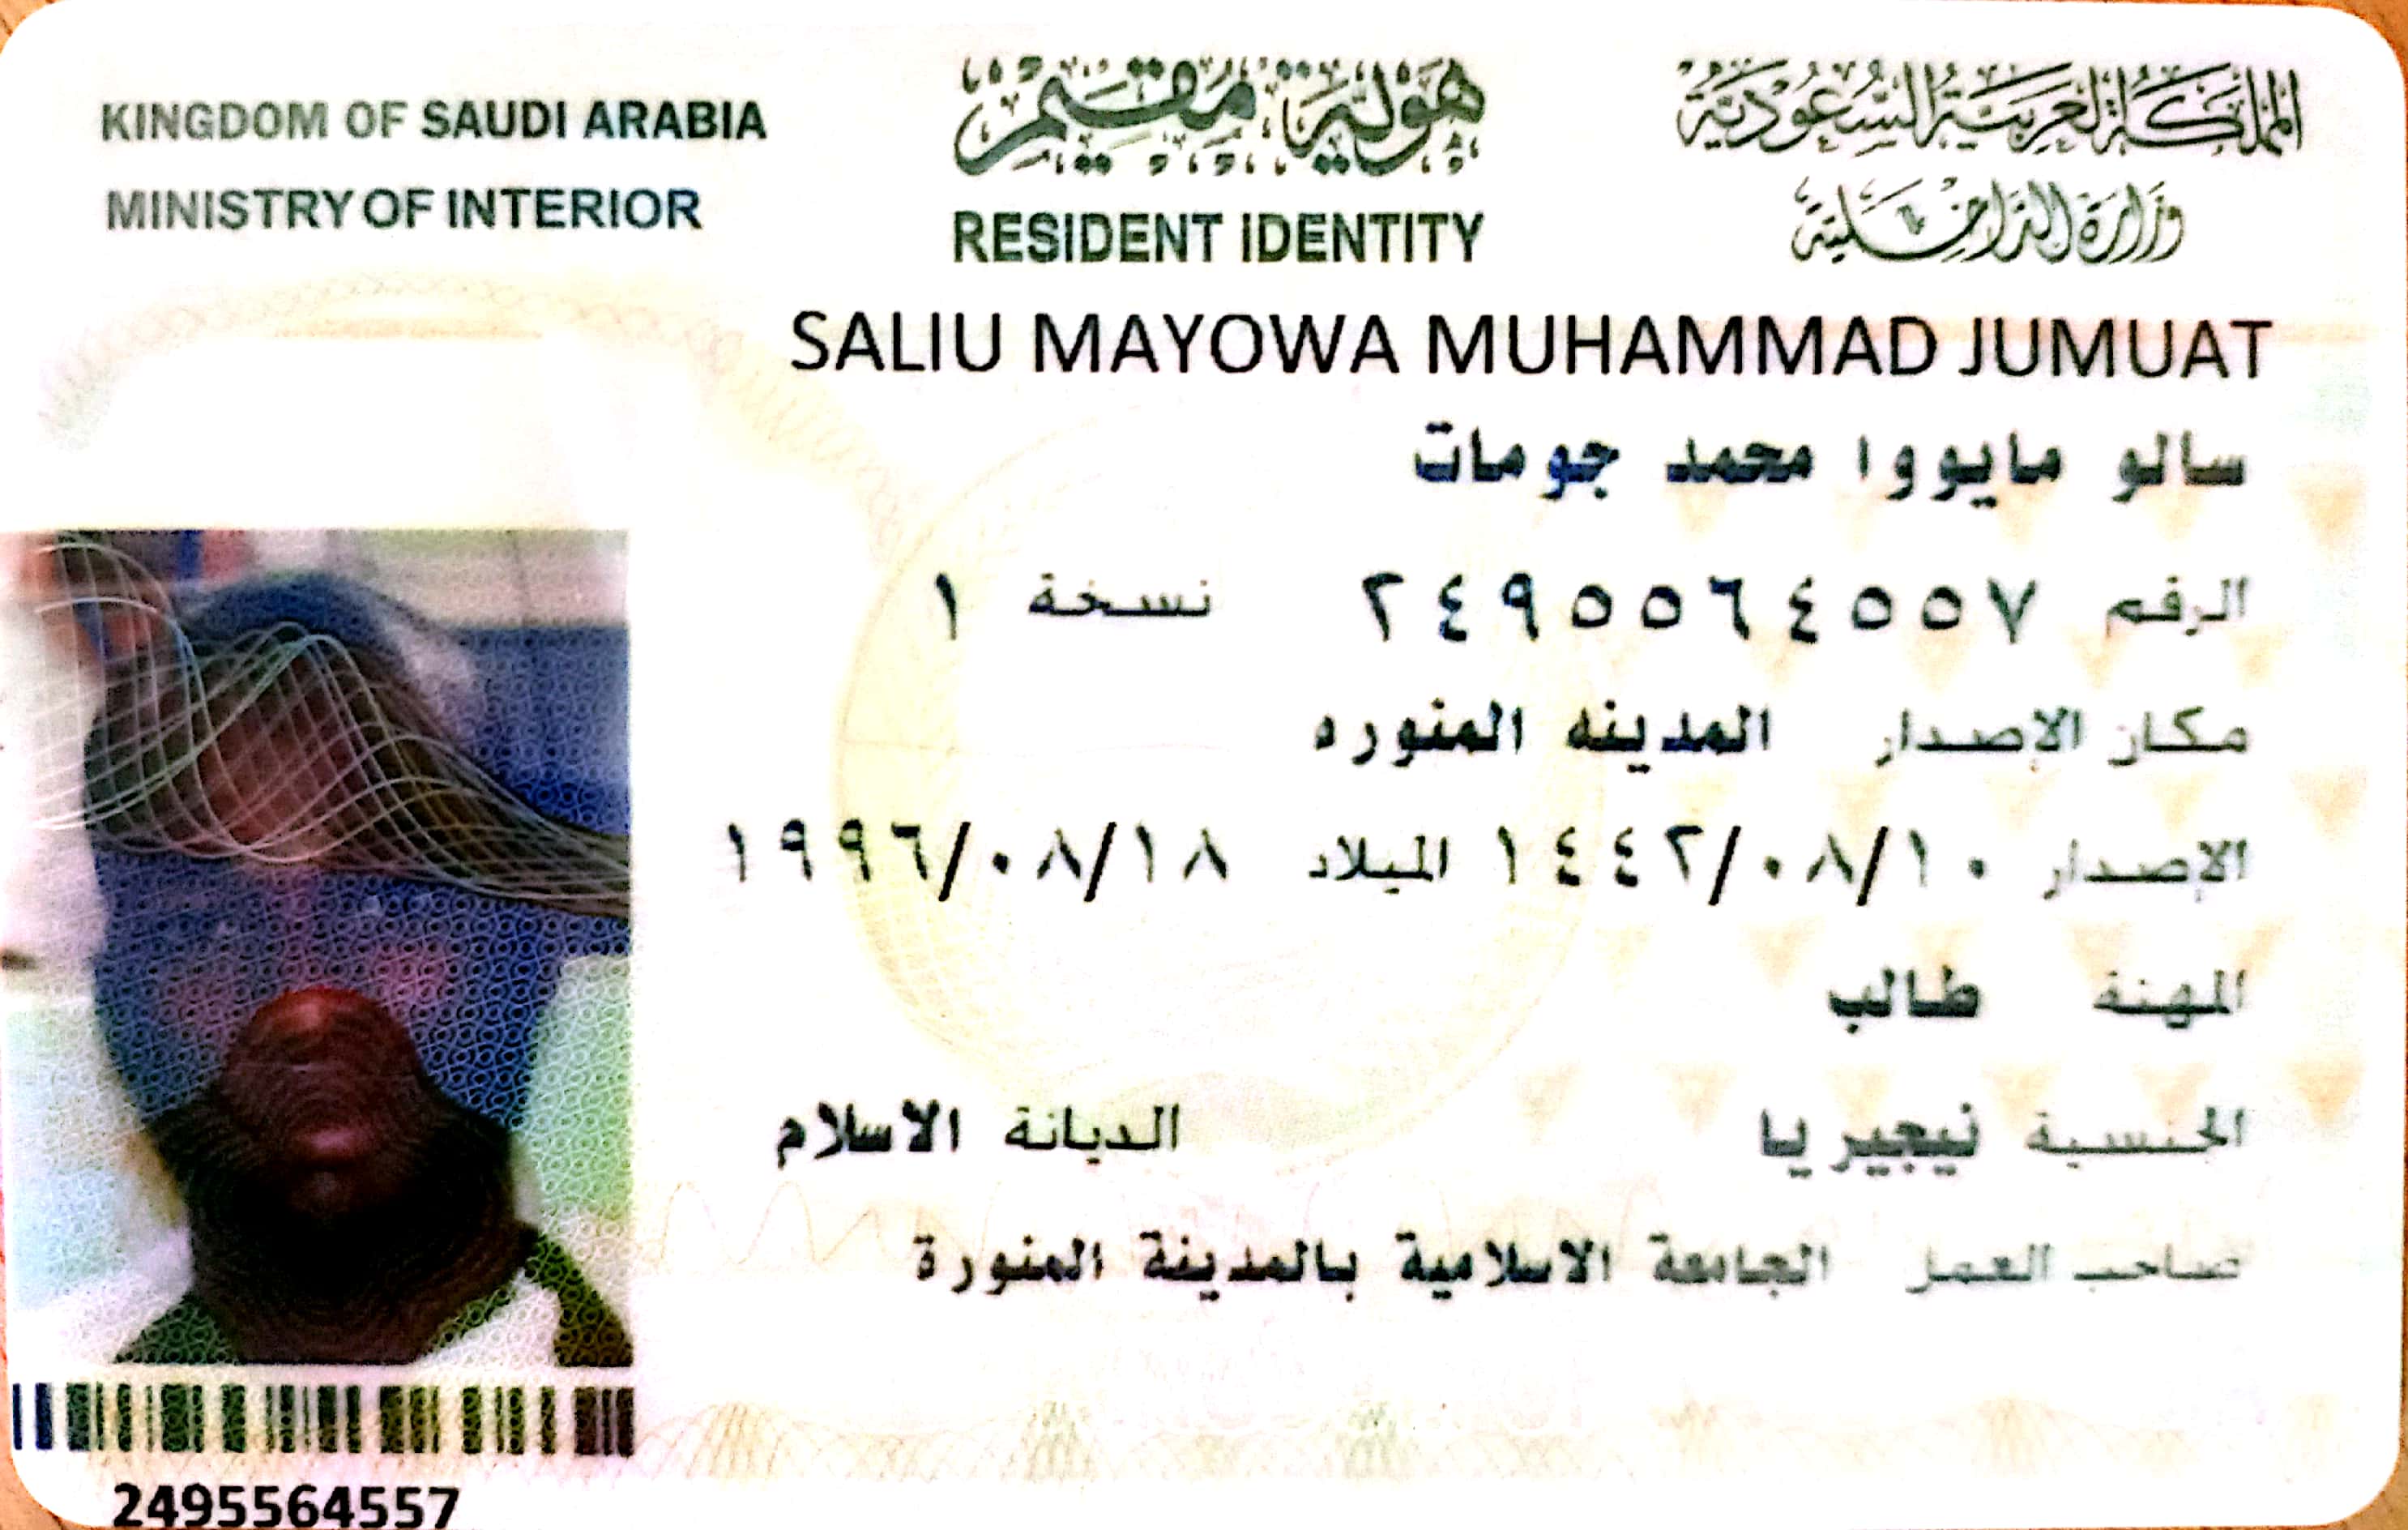 KINGDOM OF SAUDI ARABIA
MINISTRY OF INTERIOR
هوية مقيم
RESIDENT IDENTITY
المملكة العربية السعودية
وزارة الداخلية
SALIU MAYOWA MUHAMMAD JUMUAT
سالو مايووا محمد جومات
الرقم ٢٤٩٥٥٦٤٥٥٧ نسخة ١
مكان الإصدار المدينه المنوره
الإصدار ١٤٤٢/٠٨/١٠ الميلاد ١٩٩٦/٠٨/١٨
المهنة طالب
الجنسية نيجيريا الديانة الاسلام
صاحب العمل الجامعة الاسلامية بالمدينة المنورة
2495564557